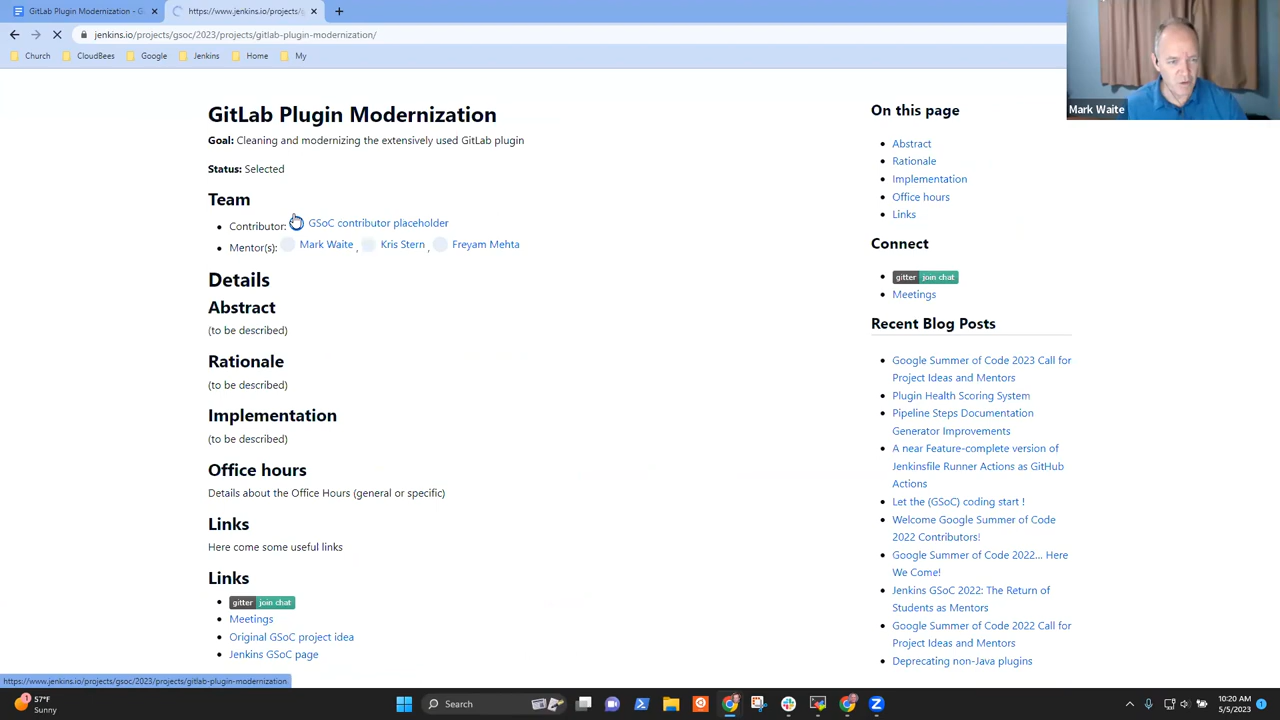 GitLab Plugin Modernization - G
https://www.jenkins.io/projects/g
jenkins.io/projects/gsoc/2023/projects/gitlab-plugin-modernization/
Church
CloudBees
Google
Jenkins
Home
My
Mark Waite
GitLab Plugin Modernization
Goal: Cleaning and modernizing the extensively used GitLab plugin
Status: Selected
Team
Contributor: GSoC contributor placeholder
Mentor(s): Mark Waite , Kris Stern , Freyam Mehta
Details
Abstract
(to be described)
Rationale
(to be described)
Implementation
(to be described)
Office hours
Details about the Office Hours (general or specific)
Links
Here come some useful links
Links
gitter join chat
Meetings
Original GSoC project idea
Jenkins GSoC page
On this page
Abstract
Rationale
Implementation
Office hours
Links
Connect
gitter join chat
Meetings
Recent Blog Posts
Google Summer of Code 2023 Call for
Project Ideas and Mentors
Plugin Health Scoring System
Pipeline Steps Documentation
Generator Improvements
A near Feature-complete version of
Jenkinsfile Runner Actions as GitHub
Actions
Let the (GSoC) coding start !
Welcome Google Summer of Code
2022 Contributors!
Google Summer of Code 2022... Here
We Come!
Jenkins GSoC 2022: The Return of
Students as Mentors
Google Summer of Code 2022 Call for
Project Ideas and Mentors
Deprecating non-Java plugins
https://www.jenkins.io/projects/gsoc/2023/projects/gitlab-plugin-modernization
57°F
Sunny
Search
10:20 AM
5/5/2023